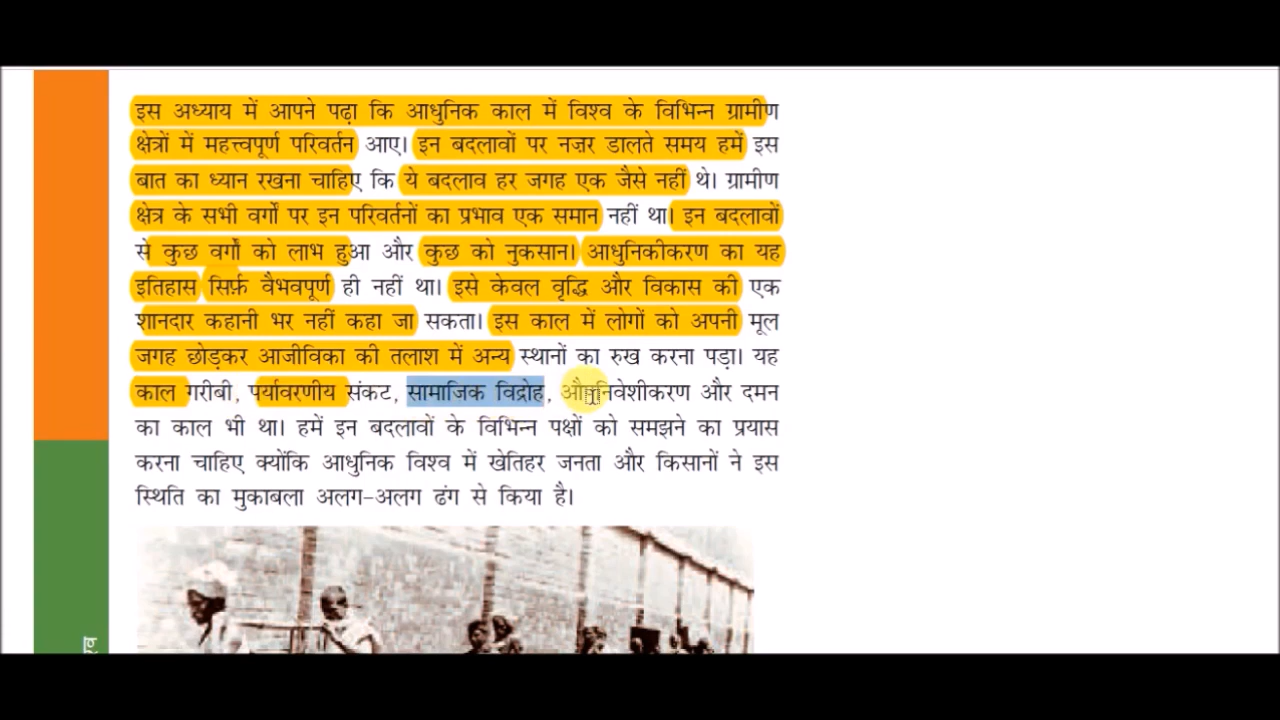 इस अध्याय में आपने पढ़ा कि आधुनिक काल में विश्व के विभिन्न ग्रामीण
क्षेत्रों में महत्त्वपूर्ण परिवर्तन आए। इन बदलावों पर नज़र डालते समय हमें इस
बात का ध्यान रखना चाहिए कि ये बदलाव हर जगह एक जैसे नहीं थे। ग्रामीण
क्षेत्र के सभी वर्गों पर इन परिवर्तनों का प्रभाव एक समान नहीं था। इन बदलावों
से कुछ वर्गों को लाभ हुआ और कुछ को नुकसान। आधुनिकीकरण का यह
इतिहास सिर्फ़ वैभवपूर्ण ही नहीं था। इसे केवल वृद्धि और विकास की एक
शानदार कहानी भर नहीं कहा जा सकता। इस काल में लोगों को अपनी मूल
जगह छोड़कर आजीविका की तलाश में अन्य स्थानों का रुख करना पड़ा। यह
काल गरीबी, पर्यावरणीय संकट, सामाजिक विद्रोह, औपनिवेशीकरण और दमन
का काल भी था। हमें इन बदलावों के विभिन्न पक्षों को समझने का प्रयास
करना चाहिए क्योंकि आधुनिक विश्व में खेतिहर जनता और किसानों ने इस
स्थिति का मुकाबला अलग-अलग ढंग से किया है।